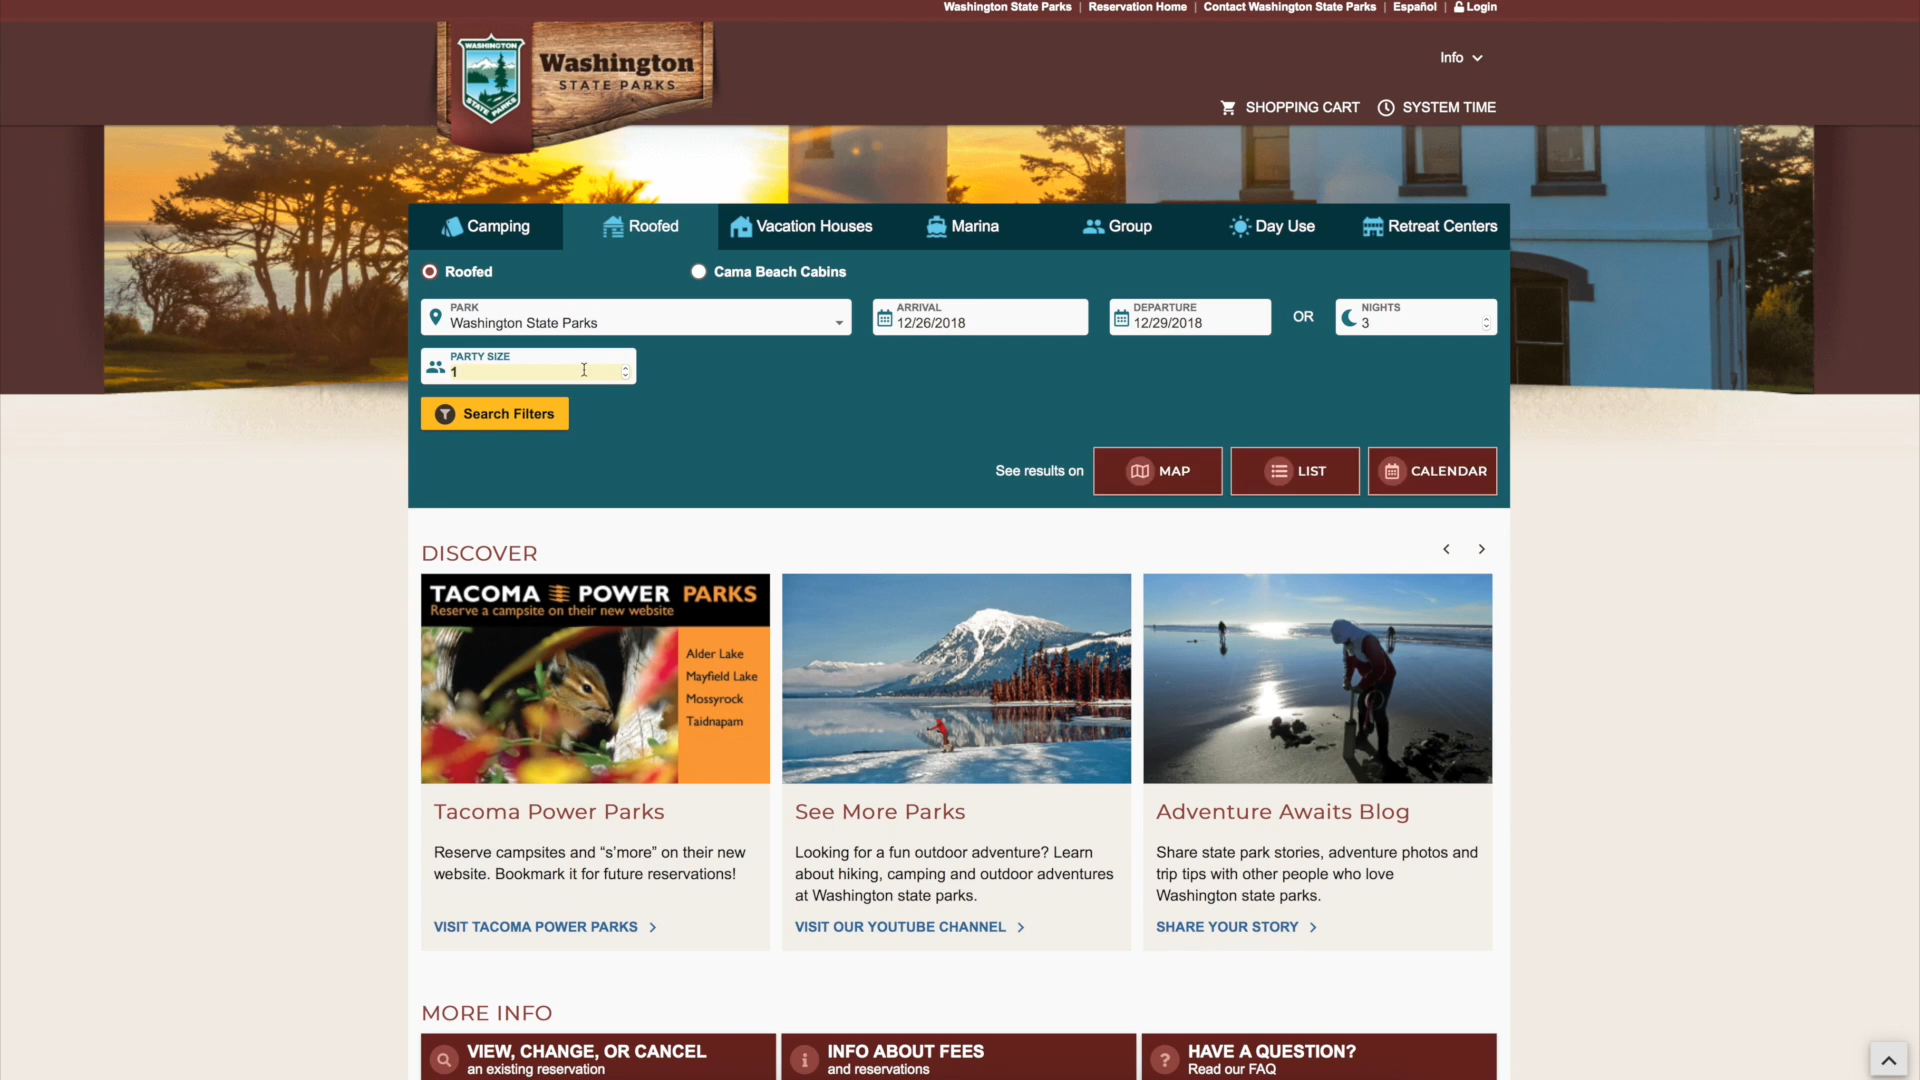 Washington State Parks | Reservation Home | Contact Washington State Parks | Español | Login
WASHINGTON
STATE PARKS
Washington
STATE PARKS
Info
SHOPPING CART SYSTEM TIME
Camping Roofed Vacation Houses Marina Group Day Use Retreat Centers
Roofed Cama Beach Cabins
PARK
Washington State Parks
ARRIVAL
12/26/2018
DEPARTURE
12/29/2018
OR
NIGHTS
3
PARTY SIZE
1
Search Filters
See results on MAP LIST CALENDAR
DISCOVER
TACOMA POWER PARKS
Reserve a campsite on their new website
Alder Lake
Mayfield Lake
Mossyrock
Taidnapam
Tacoma Power Parks
Reserve campsites and “s’more” on their new
website. Bookmark it for future reservations!
VISIT TACOMA POWER PARKS
See More Parks
Looking for a fun outdoor adventure? Learn
about hiking, camping and outdoor adventures
at Washington state parks.
VISIT OUR YOUTUBE CHANNEL
Adventure Awaits Blog
Share state park stories, adventure photos and
trip tips with other people who love
Washington state parks.
SHARE YOUR STORY
MORE INFO
VIEW, CHANGE, OR CANCEL
an existing reservation
INFO ABOUT FEES
and reservations
HAVE A QUESTION?
Read our FAQ